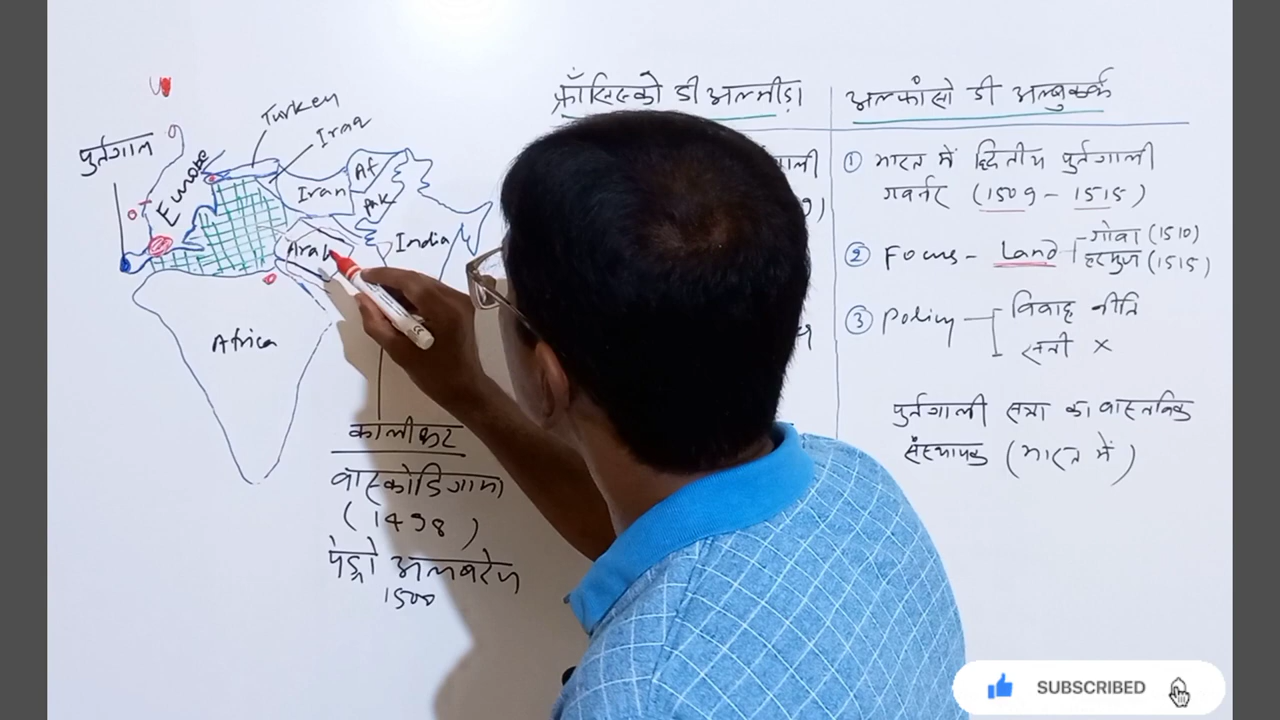 Turkey
Iraq
पुर्तगाल
Europe
Iran
Af
Pak
Arab
India
Africa
कालीकट
वास्कोडिगामा
(1498)
पेड्रो अलबरेज
1500
फ्राँसिस्को डी अल्मीड़ा
अल्फांसो डी अल्बुकर्क
① भारत में द्वितीय पुर्तगाली
गवर्नर (1509 - 1515)
② Focus - Land गोवा (1510)
हरमुज (1515)
③ Policy विवाह नीति
सती ×
पुर्तगाली सत्ता का वास्तविक
संस्थापक (भारत में)
SUBSCRIBED